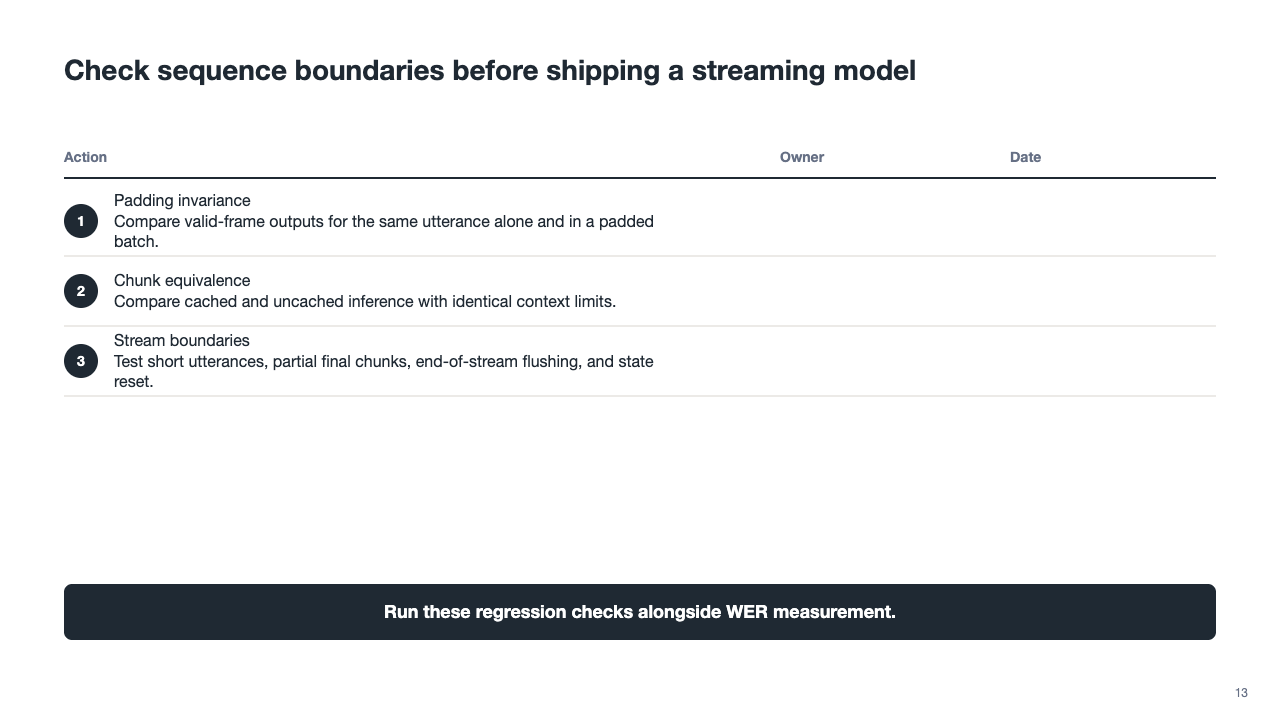 Check sequence boundaries before shipping a streaming model
Action Owner Date
1
Padding invariance
Compare valid-frame outputs for the same utterance alone and in a padded
batch.
2
Chunk equivalence
Compare cached and uncached inference with identical context limits.
3
Stream boundaries
Test short utterances, partial final chunks, end-of-stream flushing, and state
reset.
Run these regression checks alongside WER measurement.
13